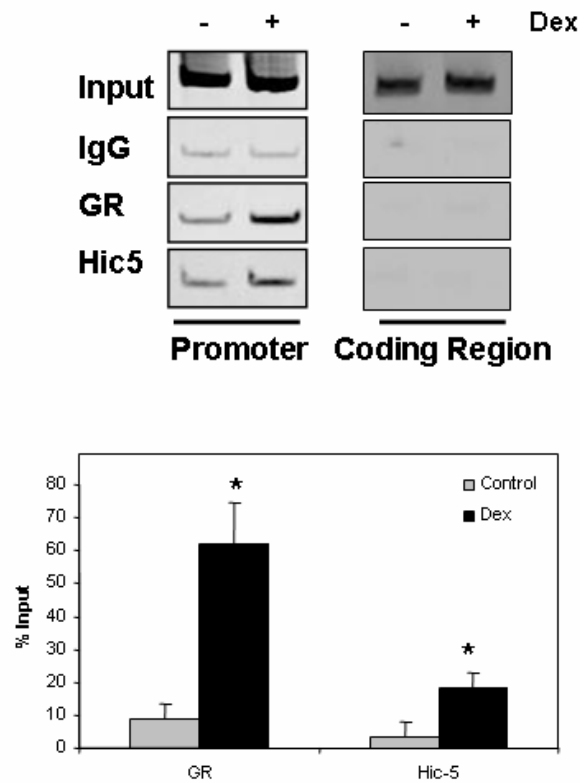 - + - + Dex
Input
IgG
GR
Hic5
Promoter Coding Region
80
70
60
50
40
30
20
10
0
% Input
* *
Control
Dex
GR Hic-5